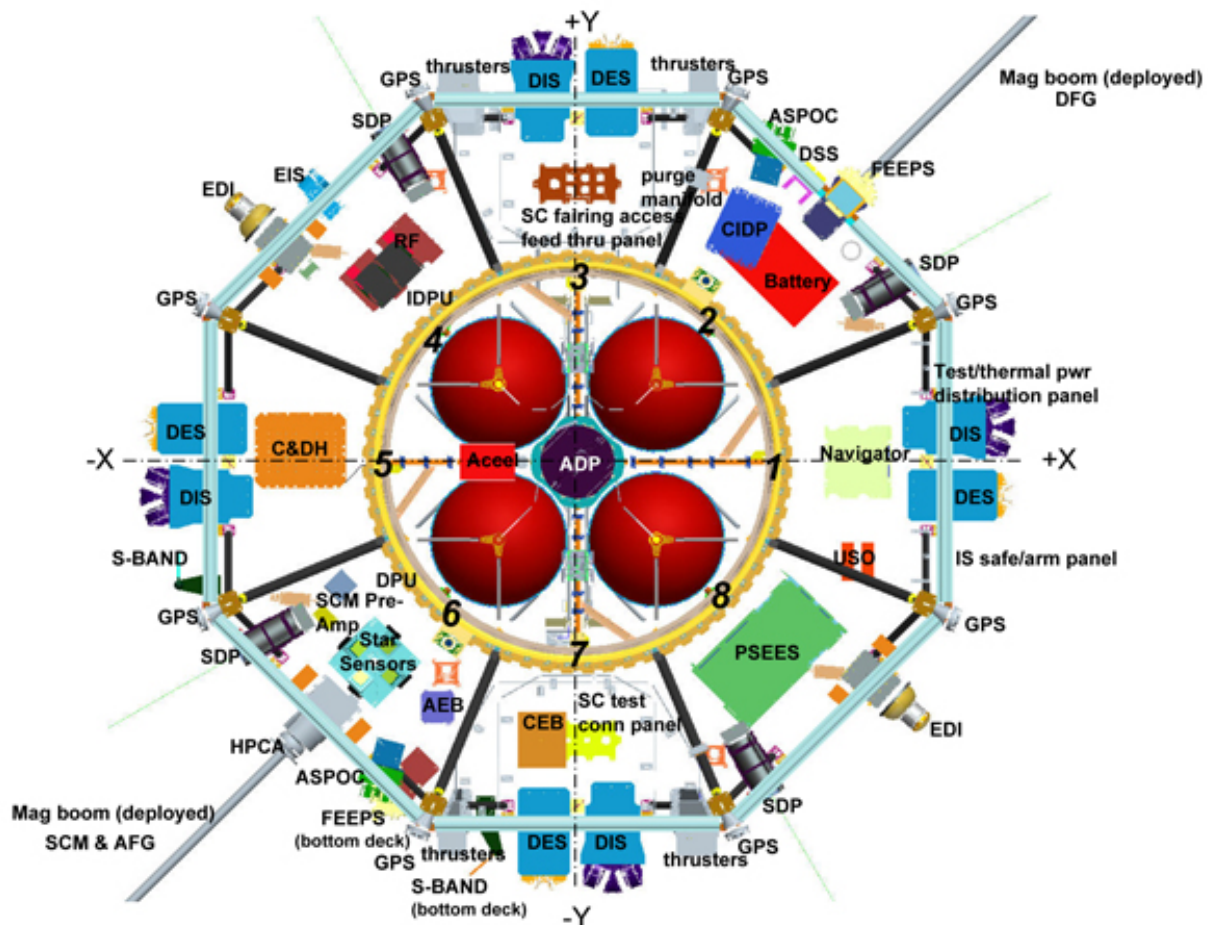 +Y
thrusters
DIS
DES
thrusters
GPS
GPS
Mag boom (deployed)
DFG
SDP
ASPOC
DSS
FEEPS
EIS
EDI
purge
manifold
SC fairing access
feed thru panel
CIDP
RF
Battery
SDP
IDPU
GPS
GPS
3
2
4
Test/thermal pwr
distribution panel
DES
DIS
C&DH
Navigator
-X
5
Aceel
ADP
1
+X
DIS
DES
S-BAND
USO
IS safe/arm panel
DPU
SCM Pre-
Amp
6
8
GPS
GPS
Star
Sensors
SDP
7
PSEES
AEB
SC test
conn panel
CEB
EDI
HPCA
ASPOC
SDP
Mag boom (deployed)
SCM & AFG
FEEPS
(bottom deck)
GPS
thrusters
DES
DIS
thrusters
GPS
S-BAND
(bottom deck)
-Y